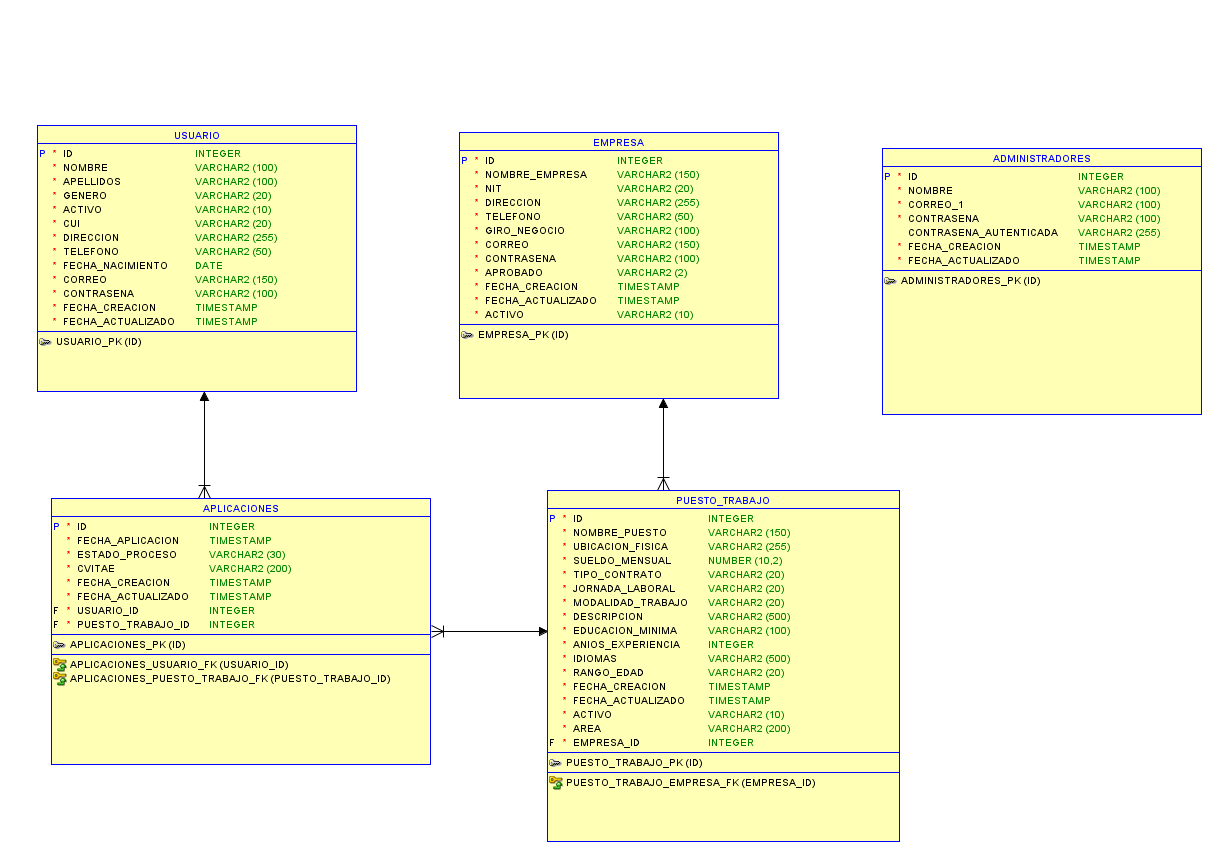 USUARIO
P * ID INTEGER
* NOMBRE VARCHAR2 (100)
* APELLIDOS VARCHAR2 (100)
* GENERO VARCHAR2 (20)
* ACTIVO VARCHAR2 (10)
* CUI VARCHAR2 (20)
* DIRECCION VARCHAR2 (255)
* TELEFONO VARCHAR2 (50)
* FECHA_NACIMIENTO DATE
* CORREO VARCHAR2 (150)
* CONTRASENA VARCHAR2 (100)
* FECHA_CREACION TIMESTAMP
* FECHA_ACTUALIZADO TIMESTAMP
USUARIO_PK (ID)
EMPRESA
P * ID INTEGER
* NOMBRE_EMPRESA VARCHAR2 (150)
* NIT VARCHAR2 (20)
* DIRECCION VARCHAR2 (255)
* TELEFONO VARCHAR2 (50)
* GIRO_NEGOCIO VARCHAR2 (100)
* CORREO VARCHAR2 (150)
* CONTRASENA VARCHAR2 (100)
* APROBADO VARCHAR2 (2)
* FECHA_CREACION TIMESTAMP
* FECHA_ACTUALIZADO TIMESTAMP
* ACTIVO VARCHAR2 (10)
EMPRESA_PK (ID)
ADMINISTRADORES
P * ID INTEGER
* NOMBRE VARCHAR2 (100)
* CORREO_1 VARCHAR2 (100)
* CONTRASENA VARCHAR2 (100)
CONTRASENA_AUTENTICADA VARCHAR2 (255)
* FECHA_CREACION TIMESTAMP
* FECHA_ACTUALIZADO TIMESTAMP
ADMINISTRADORES_PK (ID)
APLICACIONES
P * ID INTEGER
* FECHA_APLICACION TIMESTAMP
* ESTADO_PROCESO VARCHAR2 (30)
* CVITAE VARCHAR2 (200)
* FECHA_CREACION TIMESTAMP
* FECHA_ACTUALIZADO TIMESTAMP
F * USUARIO_ID INTEGER
F * PUESTO_TRABAJO_ID INTEGER
APLICACIONES_PK (ID)
APLICACIONES_USUARIO_FK (USUARIO_ID)
APLICACIONES_PUESTO_TRABAJO_FK (PUESTO_TRABAJO_ID)
PUESTO_TRABAJO
P * ID INTEGER
* NOMBRE_PUESTO VARCHAR2 (150)
* UBICACION_FISICA VARCHAR2 (255)
* SUELDO_MENSUAL NUMBER (10,2)
* TIPO_CONTRATO VARCHAR2 (20)
* JORNADA_LABORAL VARCHAR2 (20)
* MODALIDAD_TRABAJO VARCHAR2 (20)
* DESCRIPCION VARCHAR2 (500)
* EDUCACION_MINIMA VARCHAR2 (100)
* ANIOS_EXPERIENCIA INTEGER
* IDIOMAS VARCHAR2 (500)
* RANGO_EDAD VARCHAR2 (20)
* FECHA_CREACION TIMESTAMP
* FECHA_ACTUALIZADO TIMESTAMP
* ACTIVO VARCHAR2 (10)
* AREA VARCHAR2 (200)
F * EMPRESA_ID INTEGER
PUESTO_TRABAJO_PK (ID)
PUESTO_TRABAJO_EMPRESA_FK (EMPRESA_ID)